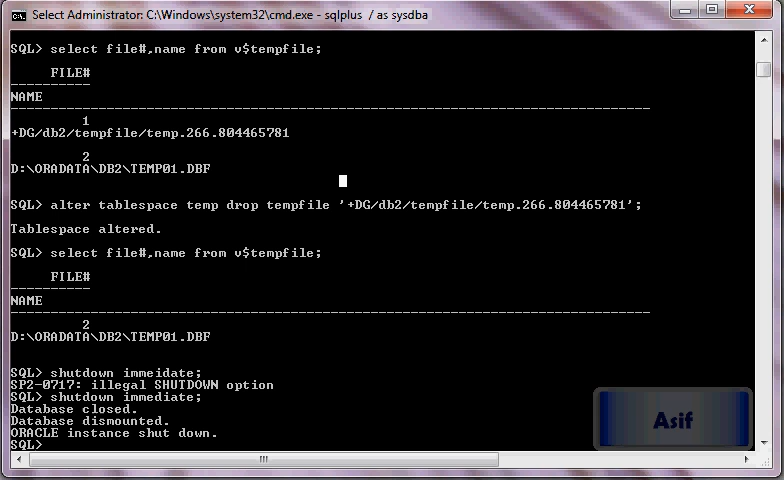 Select Administrator: C:\Windows\system32\cmd.exe - sqlplus / as sysdba
SQL> select file#,name from v$tempfile;
FILE#
----------
NAME
--------------------------------------------------------------------------------
1
+DG/db2/tempfile/temp.266.804465781
2
D:\ORADATA\DB2\TEMP01.DBF
SQL> alter tablespace temp drop tempfile '+DG/db2/tempfile/temp.266.804465781';
Tablespace altered.
SQL> select file#,name from v$tempfile;
FILE#
----------
NAME
--------------------------------------------------------------------------------
2
D:\ORADATA\DB2\TEMP01.DBF
SQL> shutdown immeidate;
SP2-0717: illegal SHUTDOWN option
SQL> shutdown immediate;
Database closed.
Database dismounted.
ORACLE instance shut down.
SQL>
Asif